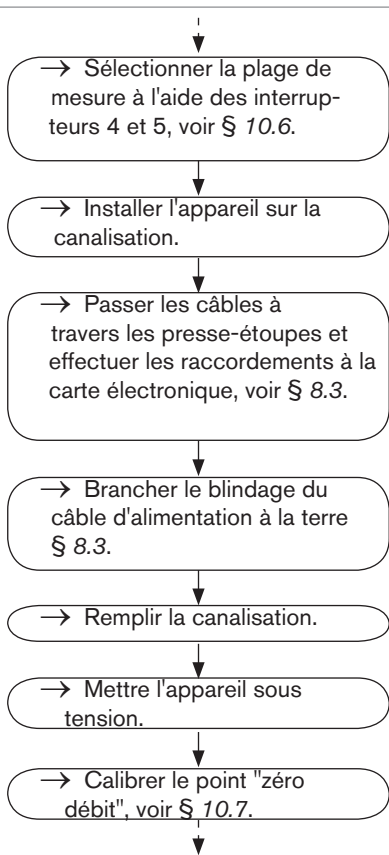 → Sélectionner la plage de
mesure à l'aide des interrup-
teurs 4 et 5, voir § 10.6.
→ Installer l'appareil sur la
canalisation.
→ Passer les câbles à
travers les presse-étoupes et
effectuer les raccordements à la
carte électronique, voir § 8.3.
→ Brancher le blindage du
câble d'alimentation à la terre
§ 8.3.
→ Remplir la canalisation.
→ Mettre l'appareil sous
tension.
→ Calibrer le point "zéro
débit", voir § 10.7.